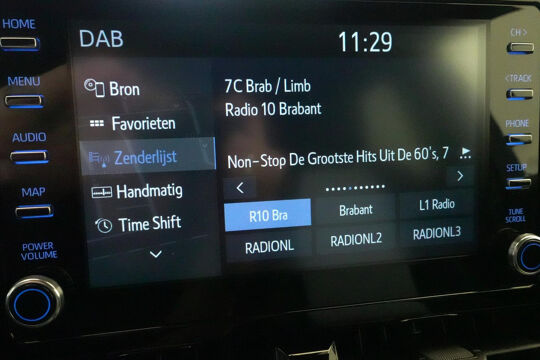 HOME
DAB
11:29
CH >
Bron
7C Brab / Limb
Radio 10 Brabant
MENU
< TRACK
Favorieten
AUDIO
PHONE
Zenderlijst
Non-Stop De Grootste Hits Uit De 60's, 7
SETUP
MAP
Handmatig
R10 Bra
Brabant
L1 Radio
TUNE
SCROLL
Time Shift
RADIONL
RADIONL2
RADIONL3
POWER
VOLUME